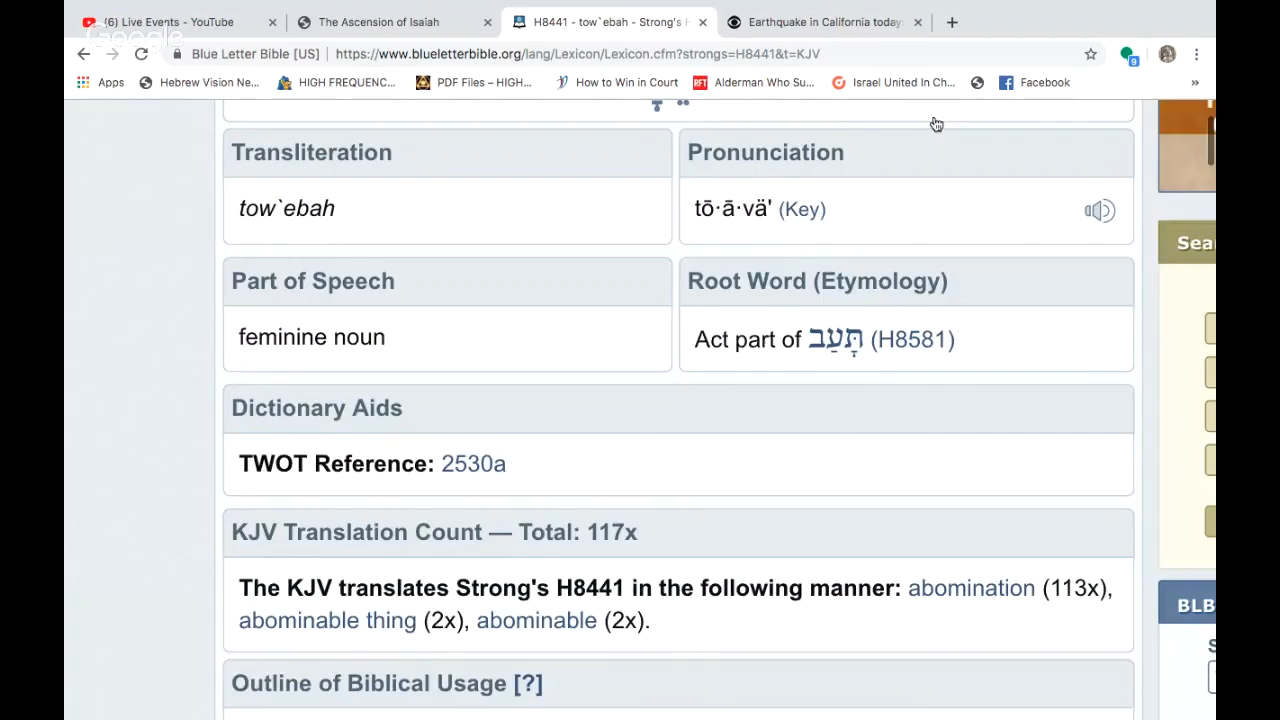 (6) Live Events - YouTube
The Ascension of Isaiah
H8441 - tow`ebah - Strong's H
Earthquake in California today:
Google
Blue Letter Bible [US]
https://www.blueletterbible.org/lang/Lexicon/Lexicon.cfm?strongs=H8441&t=KJV
9
Apps
Hebrew Vision Ne...
HIGH FREQUENC...
PDF Files – HIGH...
How to Win in Court
RFT
Alderman Who Su...
Israel United In Ch...
Facebook
»
Transliteration
Pronunciation
tow`ebah
tō·ā·vä' (Key)
Sea
Part of Speech
Root Word (Etymology)
feminine noun
Act part of תָּעַב (H8581)
Dictionary Aids
TWOT Reference: 2530a
KJV Translation Count — Total: 117x
The KJV translates Strong's H8441 in the following manner: abomination (113x),
abominable thing (2x), abominable (2x).
BLB
S
Outline of Biblical Usage [?]